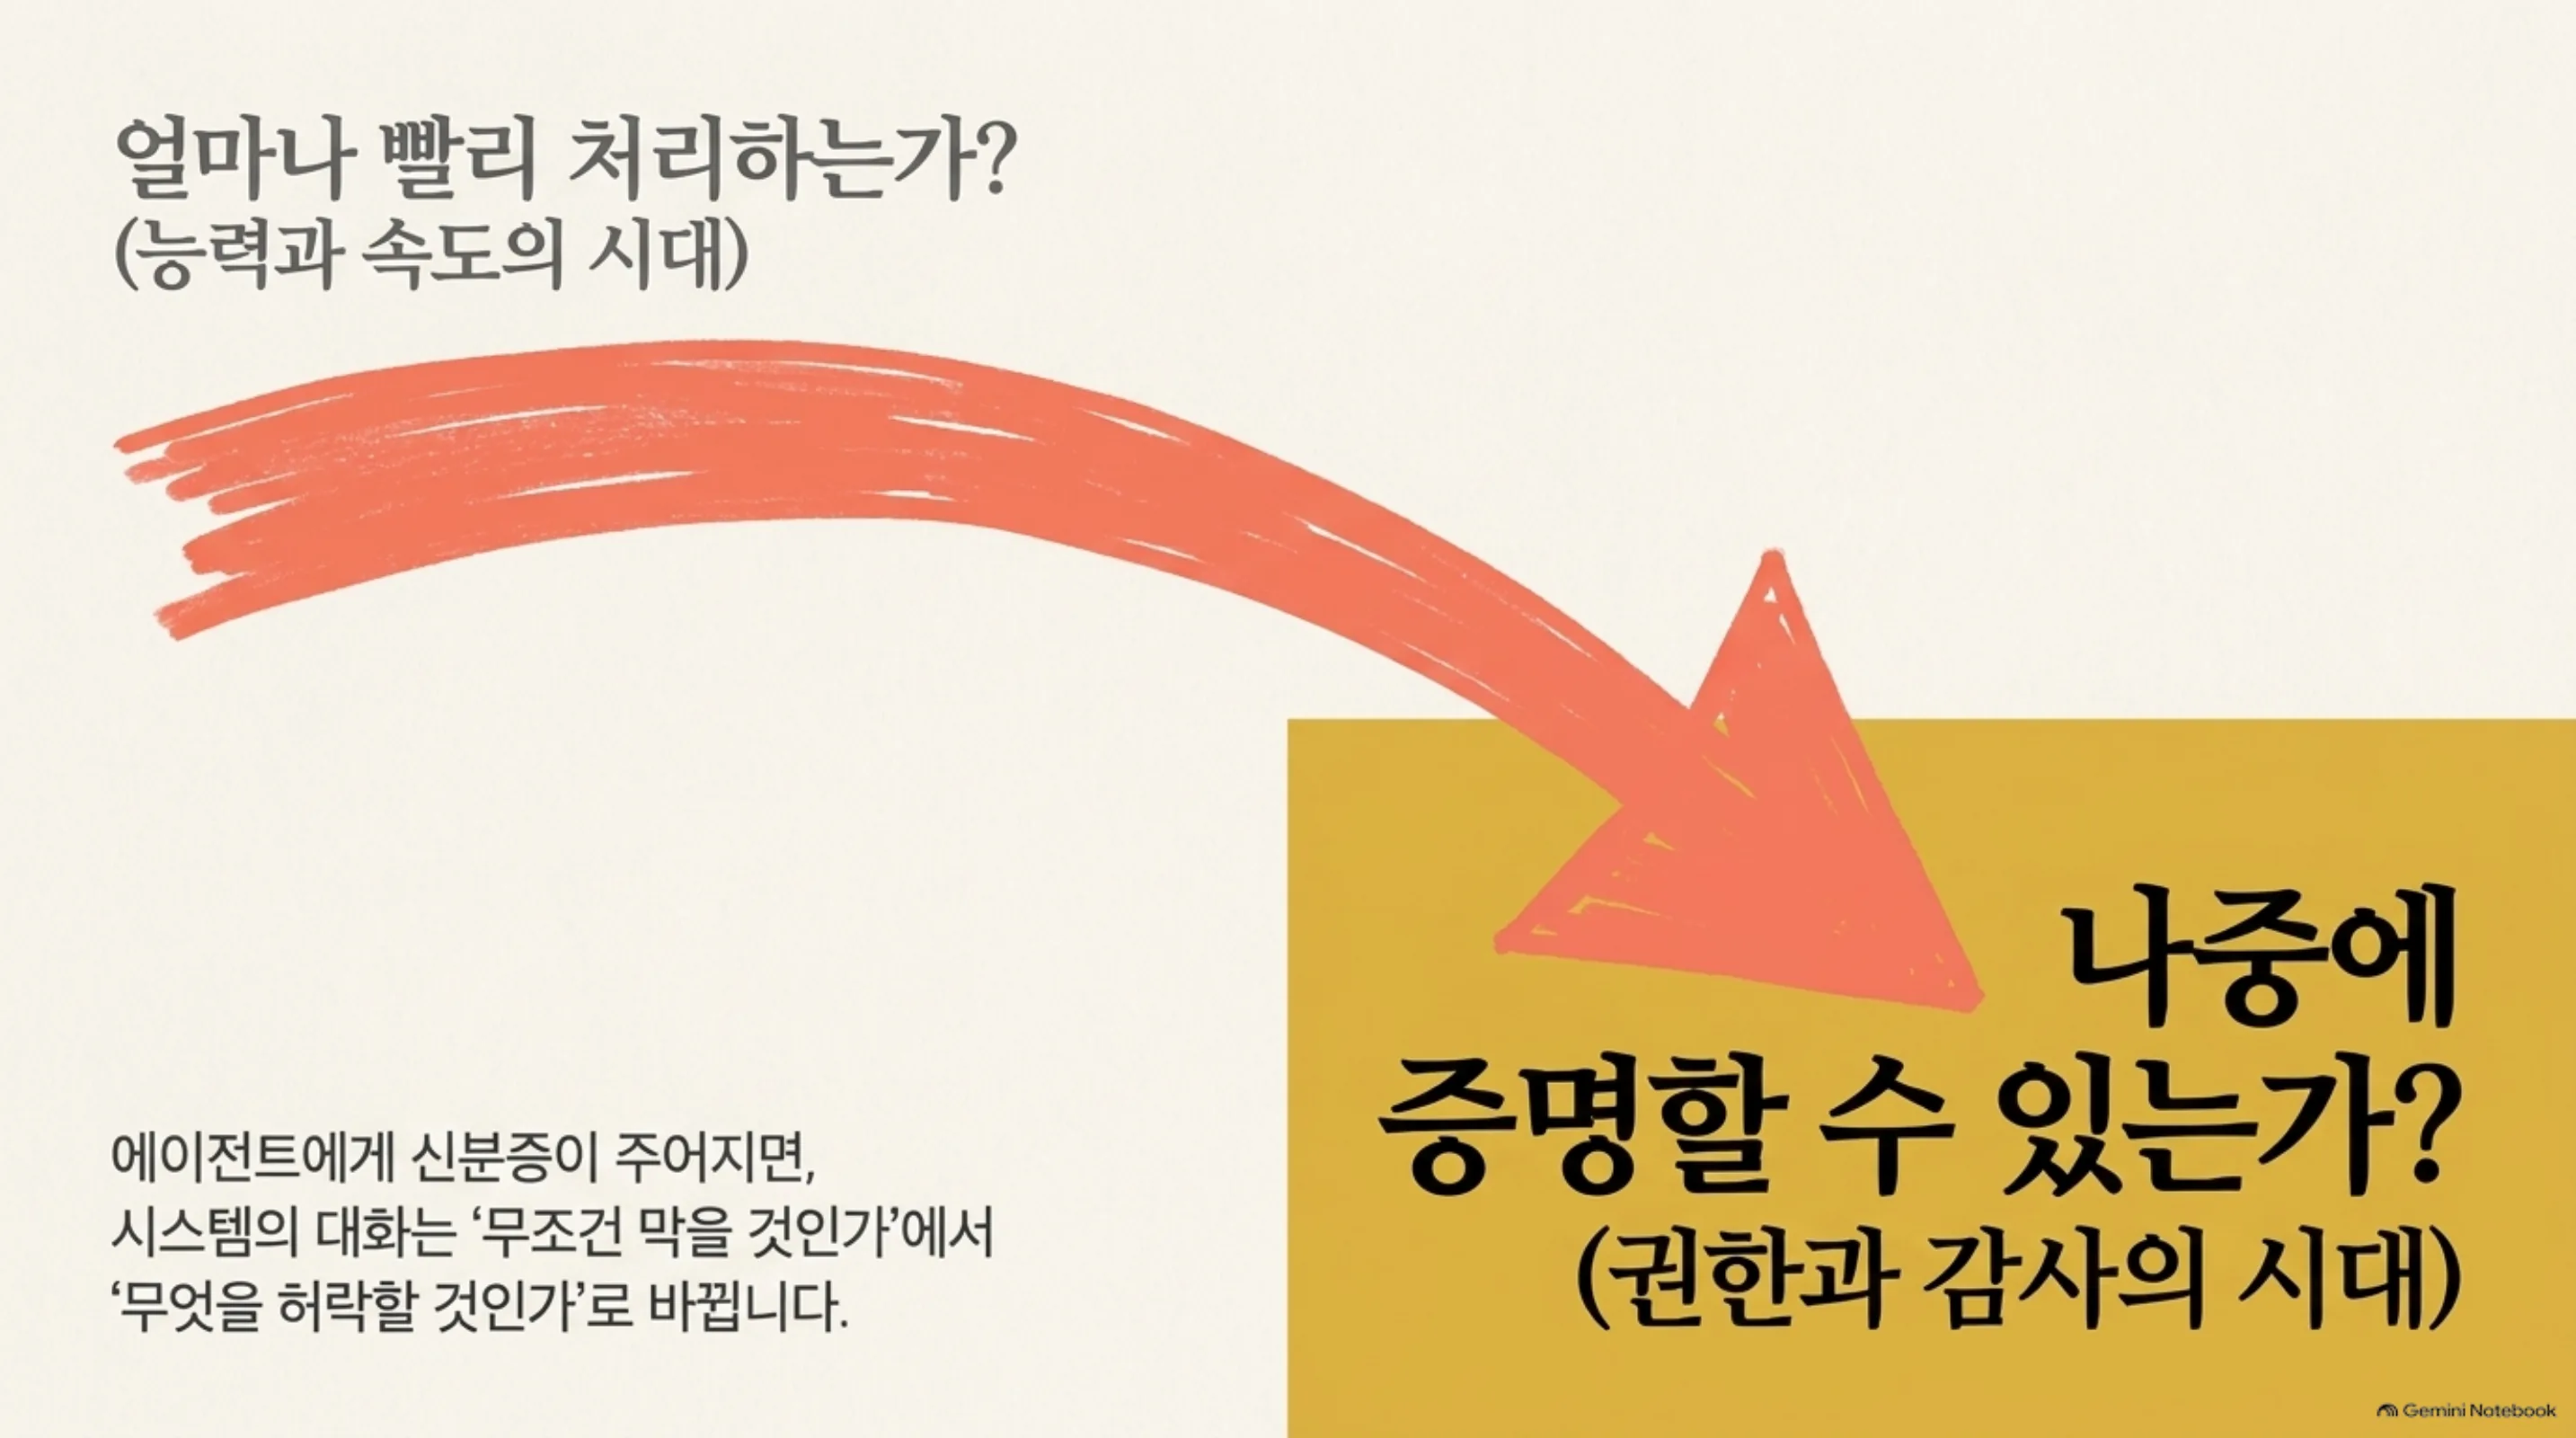 얼마나 빨리 처리하는가?
(능력과 속도의 시대)
나중에
증명할 수 있는가?
(권한과 감사의 시대)
에이전트에게 신분증이 주어지면,
시스템의 대화는 ‘무조건 막을 것인가’에서
‘무엇을 허락할 것인가’로 바뀝니다.
Gemini Notebook